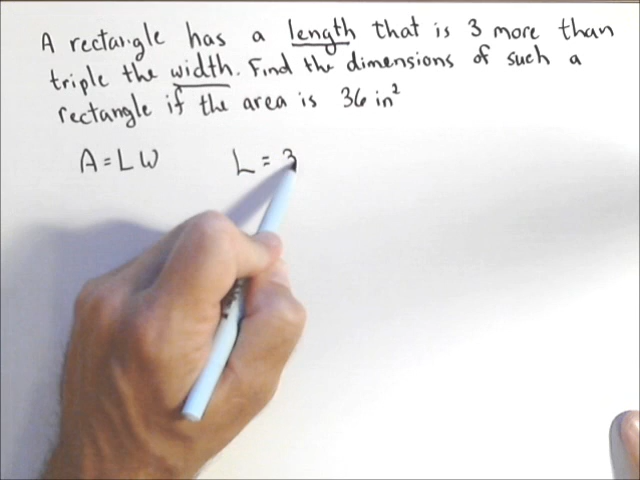 A rectangle has a length that is 3 more than
triple the width. Find the dimensions of such a
rectangle if the area is 36 in²
A = L W L = 3